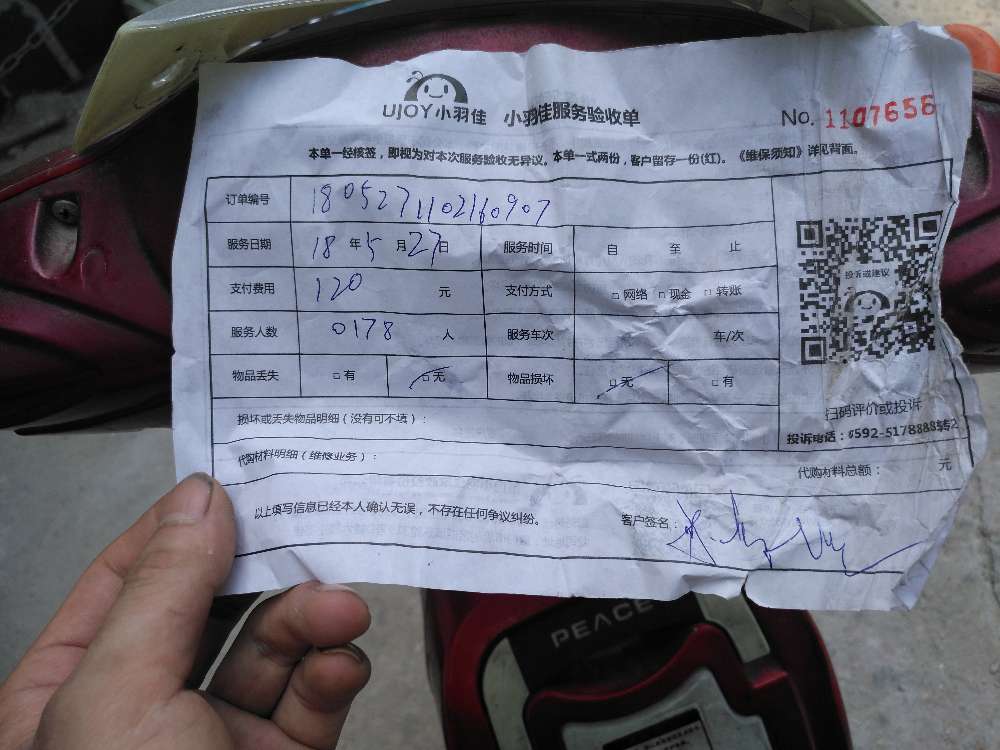 UJOY小羽佳 小羽佳服务验收单 No. 1107656
本单一经核签，即视为对本次服务验收无异议，本单一式两份，客户留存一份(红)。《维保须知》详见背面。
订单编号 1805271102160907
服务日期 18 年 5 月 27 日 服务时间 自 至 止
投诉或建议
支付费用 120 元 支付方式 □网络 □现金 □转账
服务人数 0178 人 服务车次 车/次
物品丢失 □有 □无 物品损坏 □无 □有
扫码评价或投诉
损坏或丢失物品明细（没有可不填）：
投诉电话：0592-5178888转2
代购材料明细（维修业务）： 代购材料总额： 元
以上填写信息已经本人确认无误，不存在任何争议纠纷。 客户签名：
PEACE